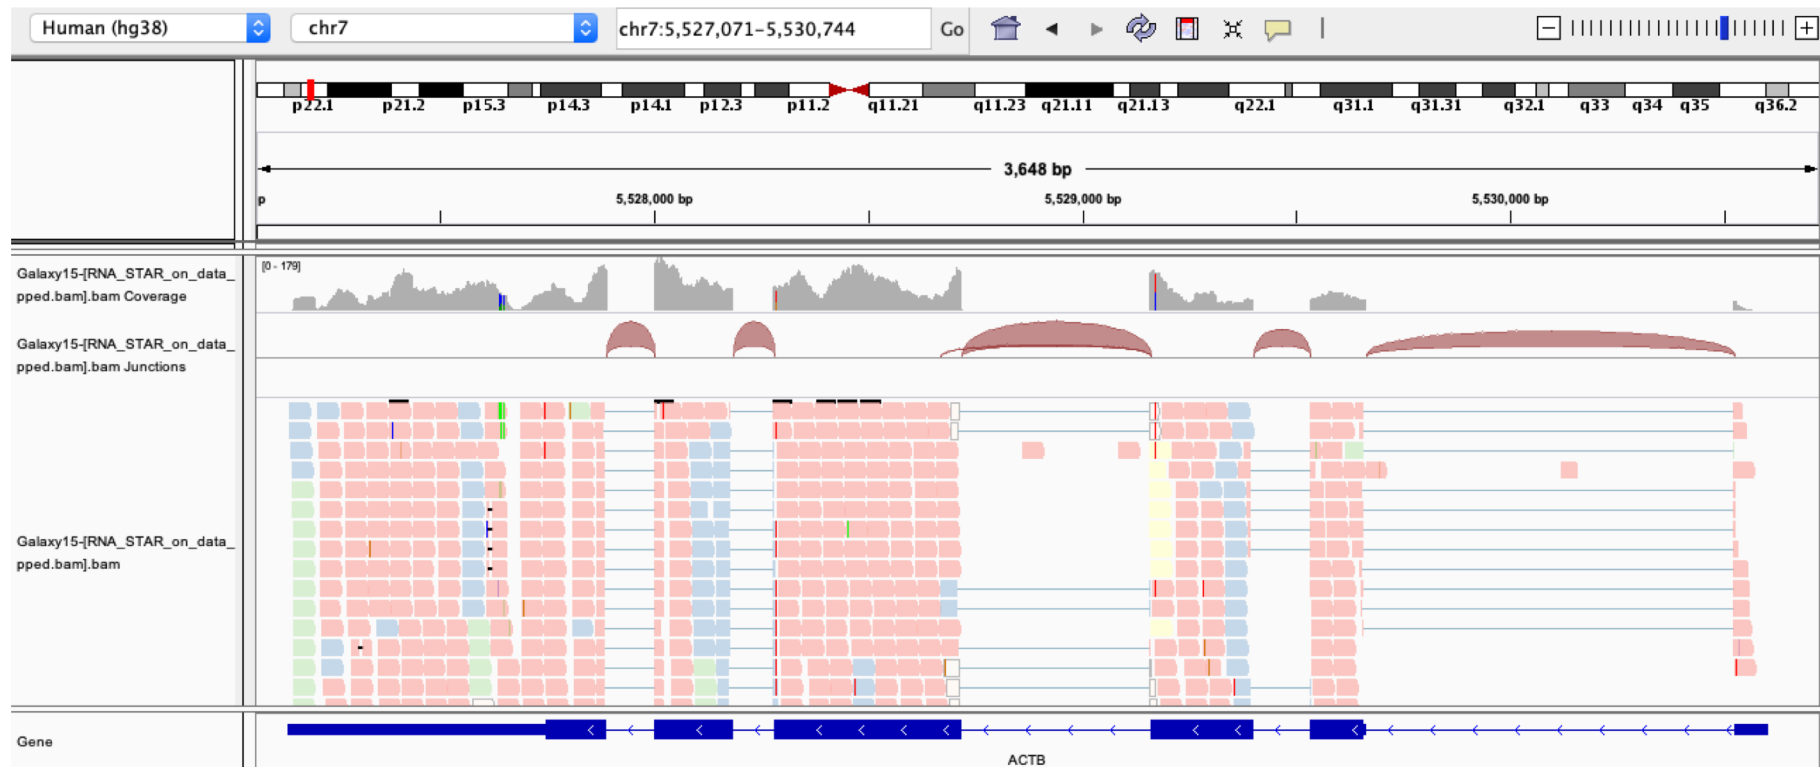 Human (hg38) chr7 chr7:5,527,071-5,530,744 Go
p22.1 p21.2 p15.3 p14.3 p14.1 p12.3 p11.2 q11.21 q11.23 q21.11 q21.13 q22.1 q31.1 q31.31 q32.1 q33 q34 q35 q36.2
3,648 bp
p 5,528,000 bp 5,529,000 bp 5,530,000 bp
Galaxy15-[RNA_STAR_on_data_
pped.bam].bam Coverage
[0 - 179]
Galaxy15-[RNA_STAR_on_data_
pped.bam].bam Junctions
Galaxy15-[RNA_STAR_on_data_
pped.bam].bam
Gene
ACTB